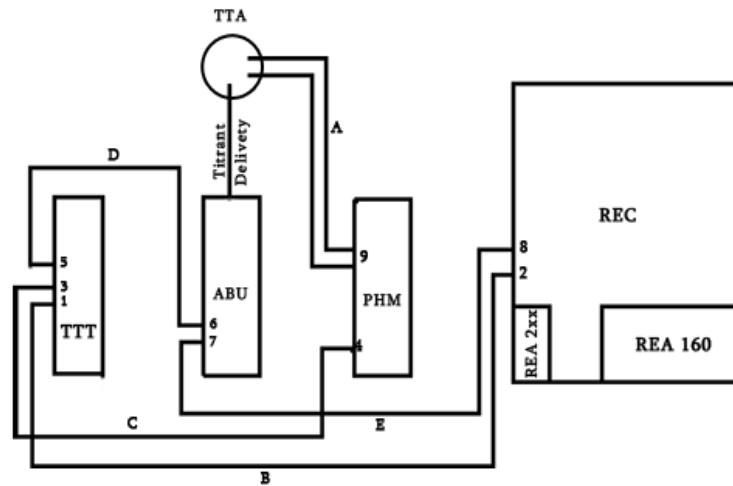 TTA
A
Titrant
Delivety
D
REC
5
3
1
TTT
ABU
6
7
9
PHM
4
8
2
REA 2xx
REA 160
C
E
B